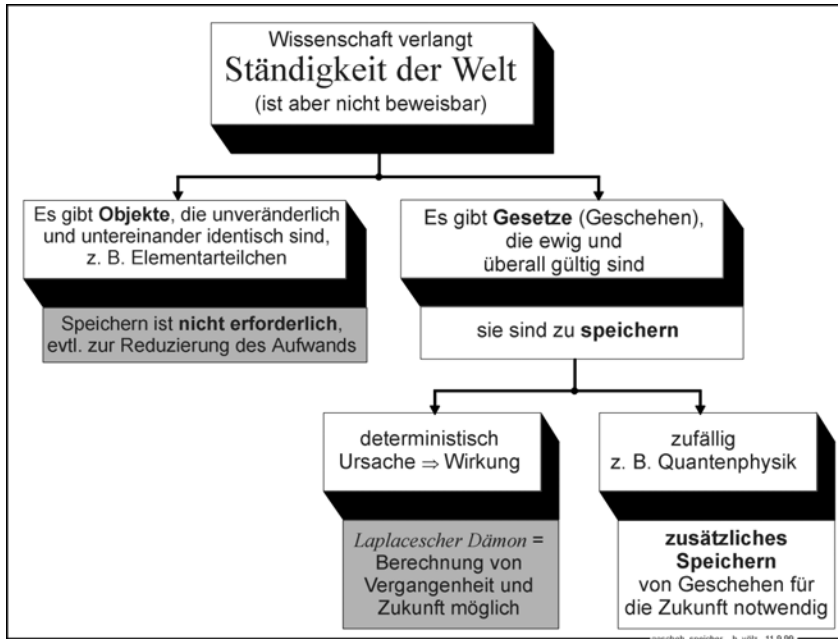 Wissenschaft verlangt
Ständigkeit der Welt
(ist aber nicht beweisbar)
Es gibt Objekte, die unveränderlich
und untereinander identisch sind,
z. B. Elementarteilchen
Speichern ist nicht erforderlich,
evtl. zur Reduzierung des Aufwands
Es gibt Gesetze (Geschehen),
die ewig und
überall gültig sind
sie sind zu speichern
deterministisch
Ursache ⇒ Wirkung
Laplacescher Dämon =
Berechnung von
Vergangenheit und
Zukunft möglich
zufällig
z. B. Quantenphysik
zusätzliches
Speichern
von Geschehen für
die Zukunft notwendig